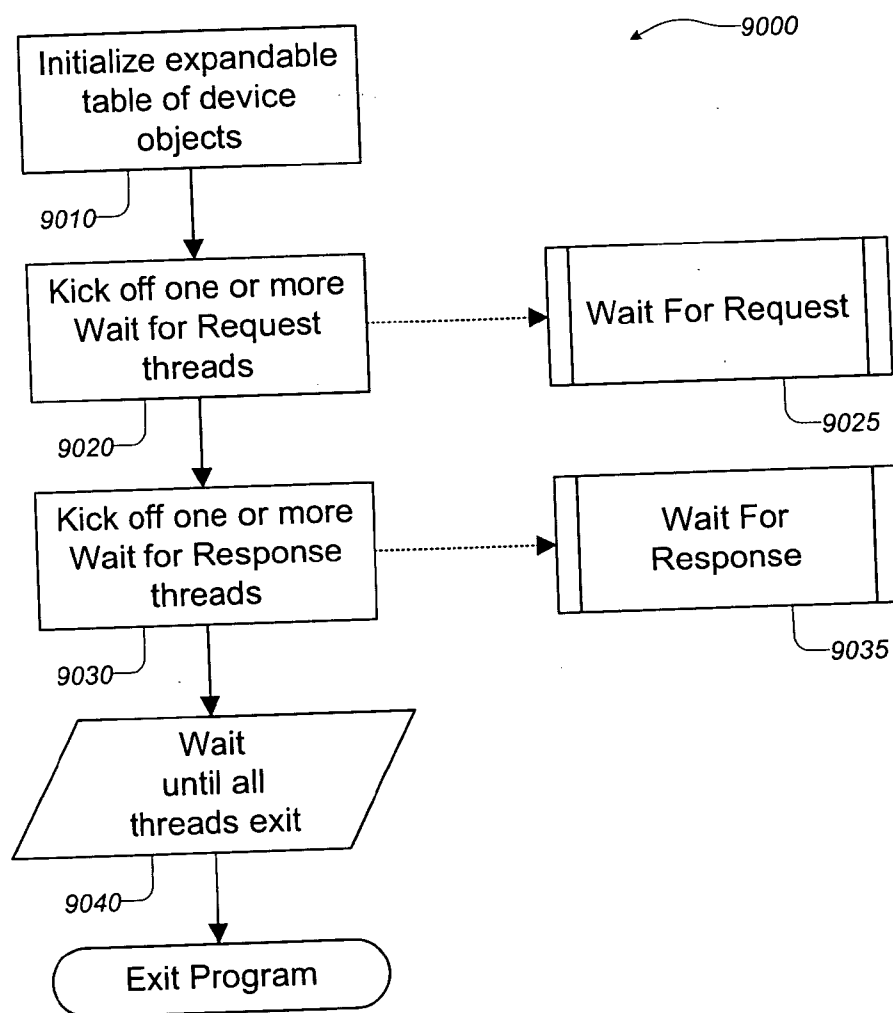 9000
Initialize expandable
table of device
objects
9010
Kick off one or more
Wait for Request
threads
Wait For Request
9020
9025
Kick off one or more
Wait for Response
threads
Wait For
Response
9030
9035
Wait
until all
threads exit
9040
Exit Program